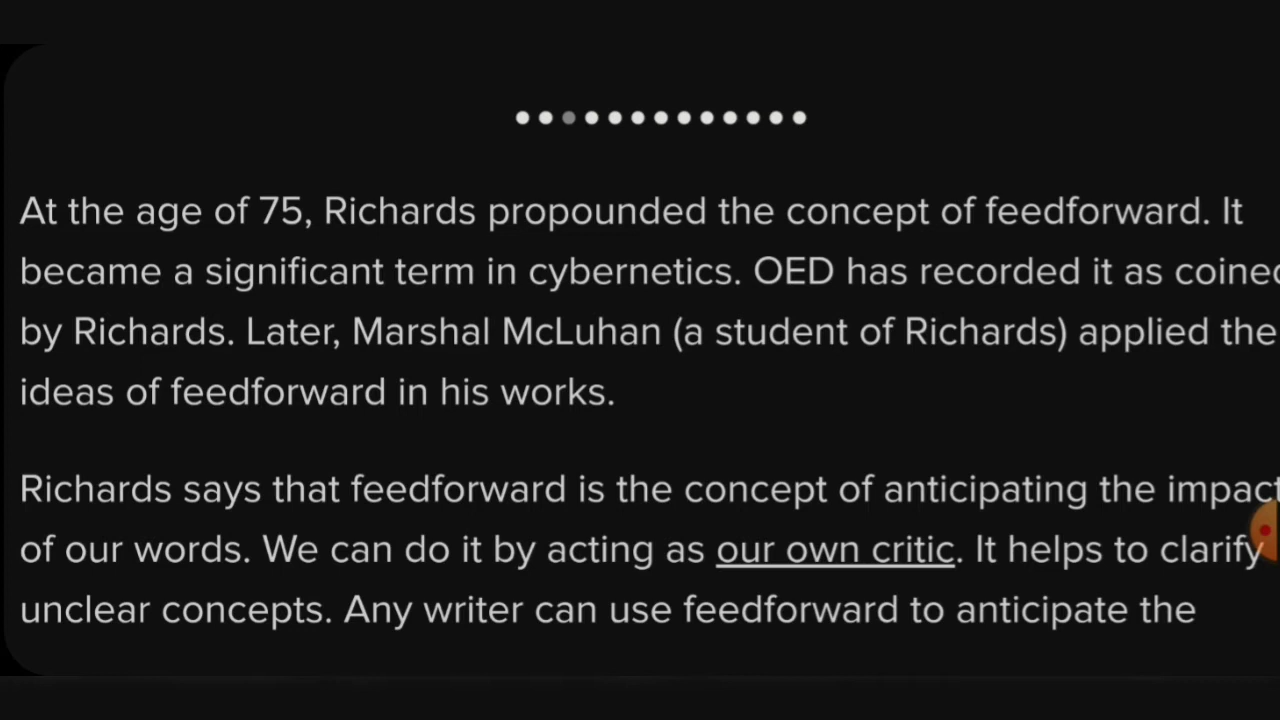 At the age of 75, Richards propounded the concept of feedforward. It
became a significant term in cybernetics. OED has recorded it as coined
by Richards. Later, Marshal McLuhan (a student of Richards) applied the
ideas of feedforward in his works.
Richards says that feedforward is the concept of anticipating the impact
of our words. We can do it by acting as our own critic. It helps to clarify
unclear concepts. Any writer can use feedforward to anticipate the